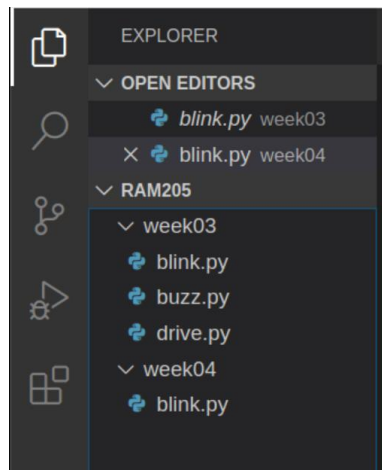 EXPLORER
OPEN EDITORS
blink.py week03
blink.py week04
RAM205
week03
blink.py
buzz.py
drive.py
week04
blink.py